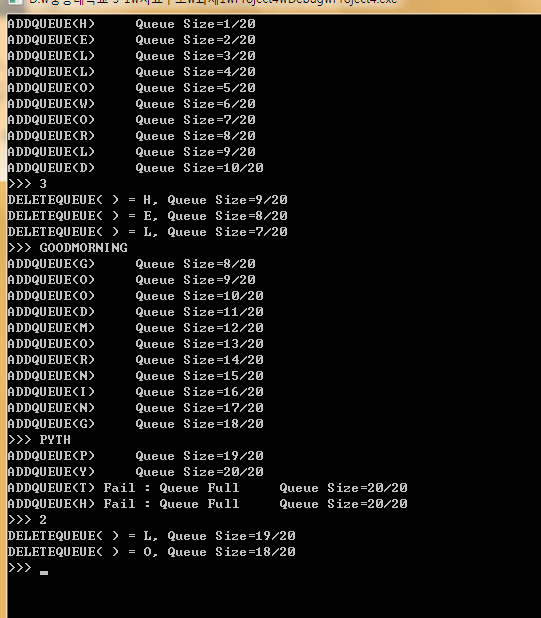 ADDQUEUE(H)     Queue Size=1/20
ADDQUEUE(E)     Queue Size=2/20
ADDQUEUE(L)     Queue Size=3/20
ADDQUEUE(L)     Queue Size=4/20
ADDQUEUE(O)     Queue Size=5/20
ADDQUEUE(W)     Queue Size=6/20
ADDQUEUE(O)     Queue Size=7/20
ADDQUEUE(R)     Queue Size=8/20
ADDQUEUE(L)     Queue Size=9/20
ADDQUEUE(D)     Queue Size=10/20
>>> 3
DELETEQUEUE( ) = H, Queue Size=9/20
DELETEQUEUE( ) = E, Queue Size=8/20
DELETEQUEUE( ) = L, Queue Size=7/20
>>> GOODMORNING
ADDQUEUE(G)     Queue Size=8/20
ADDQUEUE(O)     Queue Size=9/20
ADDQUEUE(O)     Queue Size=10/20
ADDQUEUE(D)     Queue Size=11/20
ADDQUEUE(M)     Queue Size=12/20
ADDQUEUE(O)     Queue Size=13/20
ADDQUEUE(R)     Queue Size=14/20
ADDQUEUE(N)     Queue Size=15/20
ADDQUEUE(I)     Queue Size=16/20
ADDQUEUE(N)     Queue Size=17/20
ADDQUEUE(G)     Queue Size=18/20
>>> PYTH
ADDQUEUE(P)     Queue Size=19/20
ADDQUEUE(Y)     Queue Size=20/20
ADDQUEUE(T) Fail : Queue Full     Queue Size=20/20
ADDQUEUE(H) Fail : Queue Full     Queue Size=20/20
>>> 2
DELETEQUEUE( ) = L, Queue Size=19/20
DELETEQUEUE( ) = O, Queue Size=18/20
>>> _